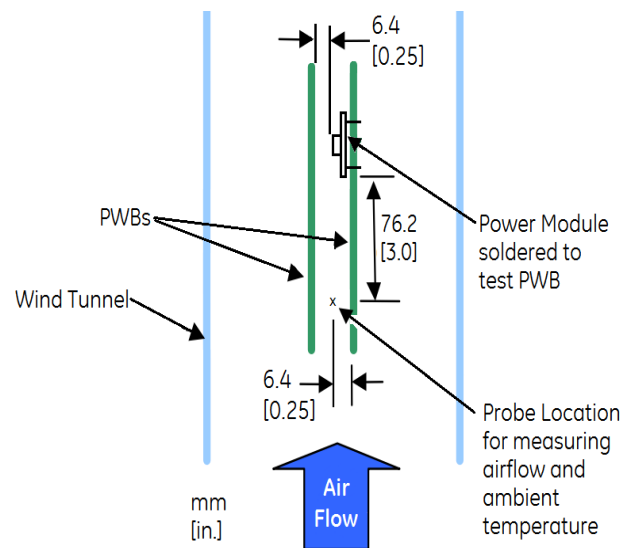 6.4
[0.25]
PWBs
76.2
[3.0]
Power Module
soldered to
test PWB
Wind Tunnel
x
6.4
[0.25]
Probe Location
for measuring
airflow and
ambient
temperature
mm
[in.]
Air
Flow